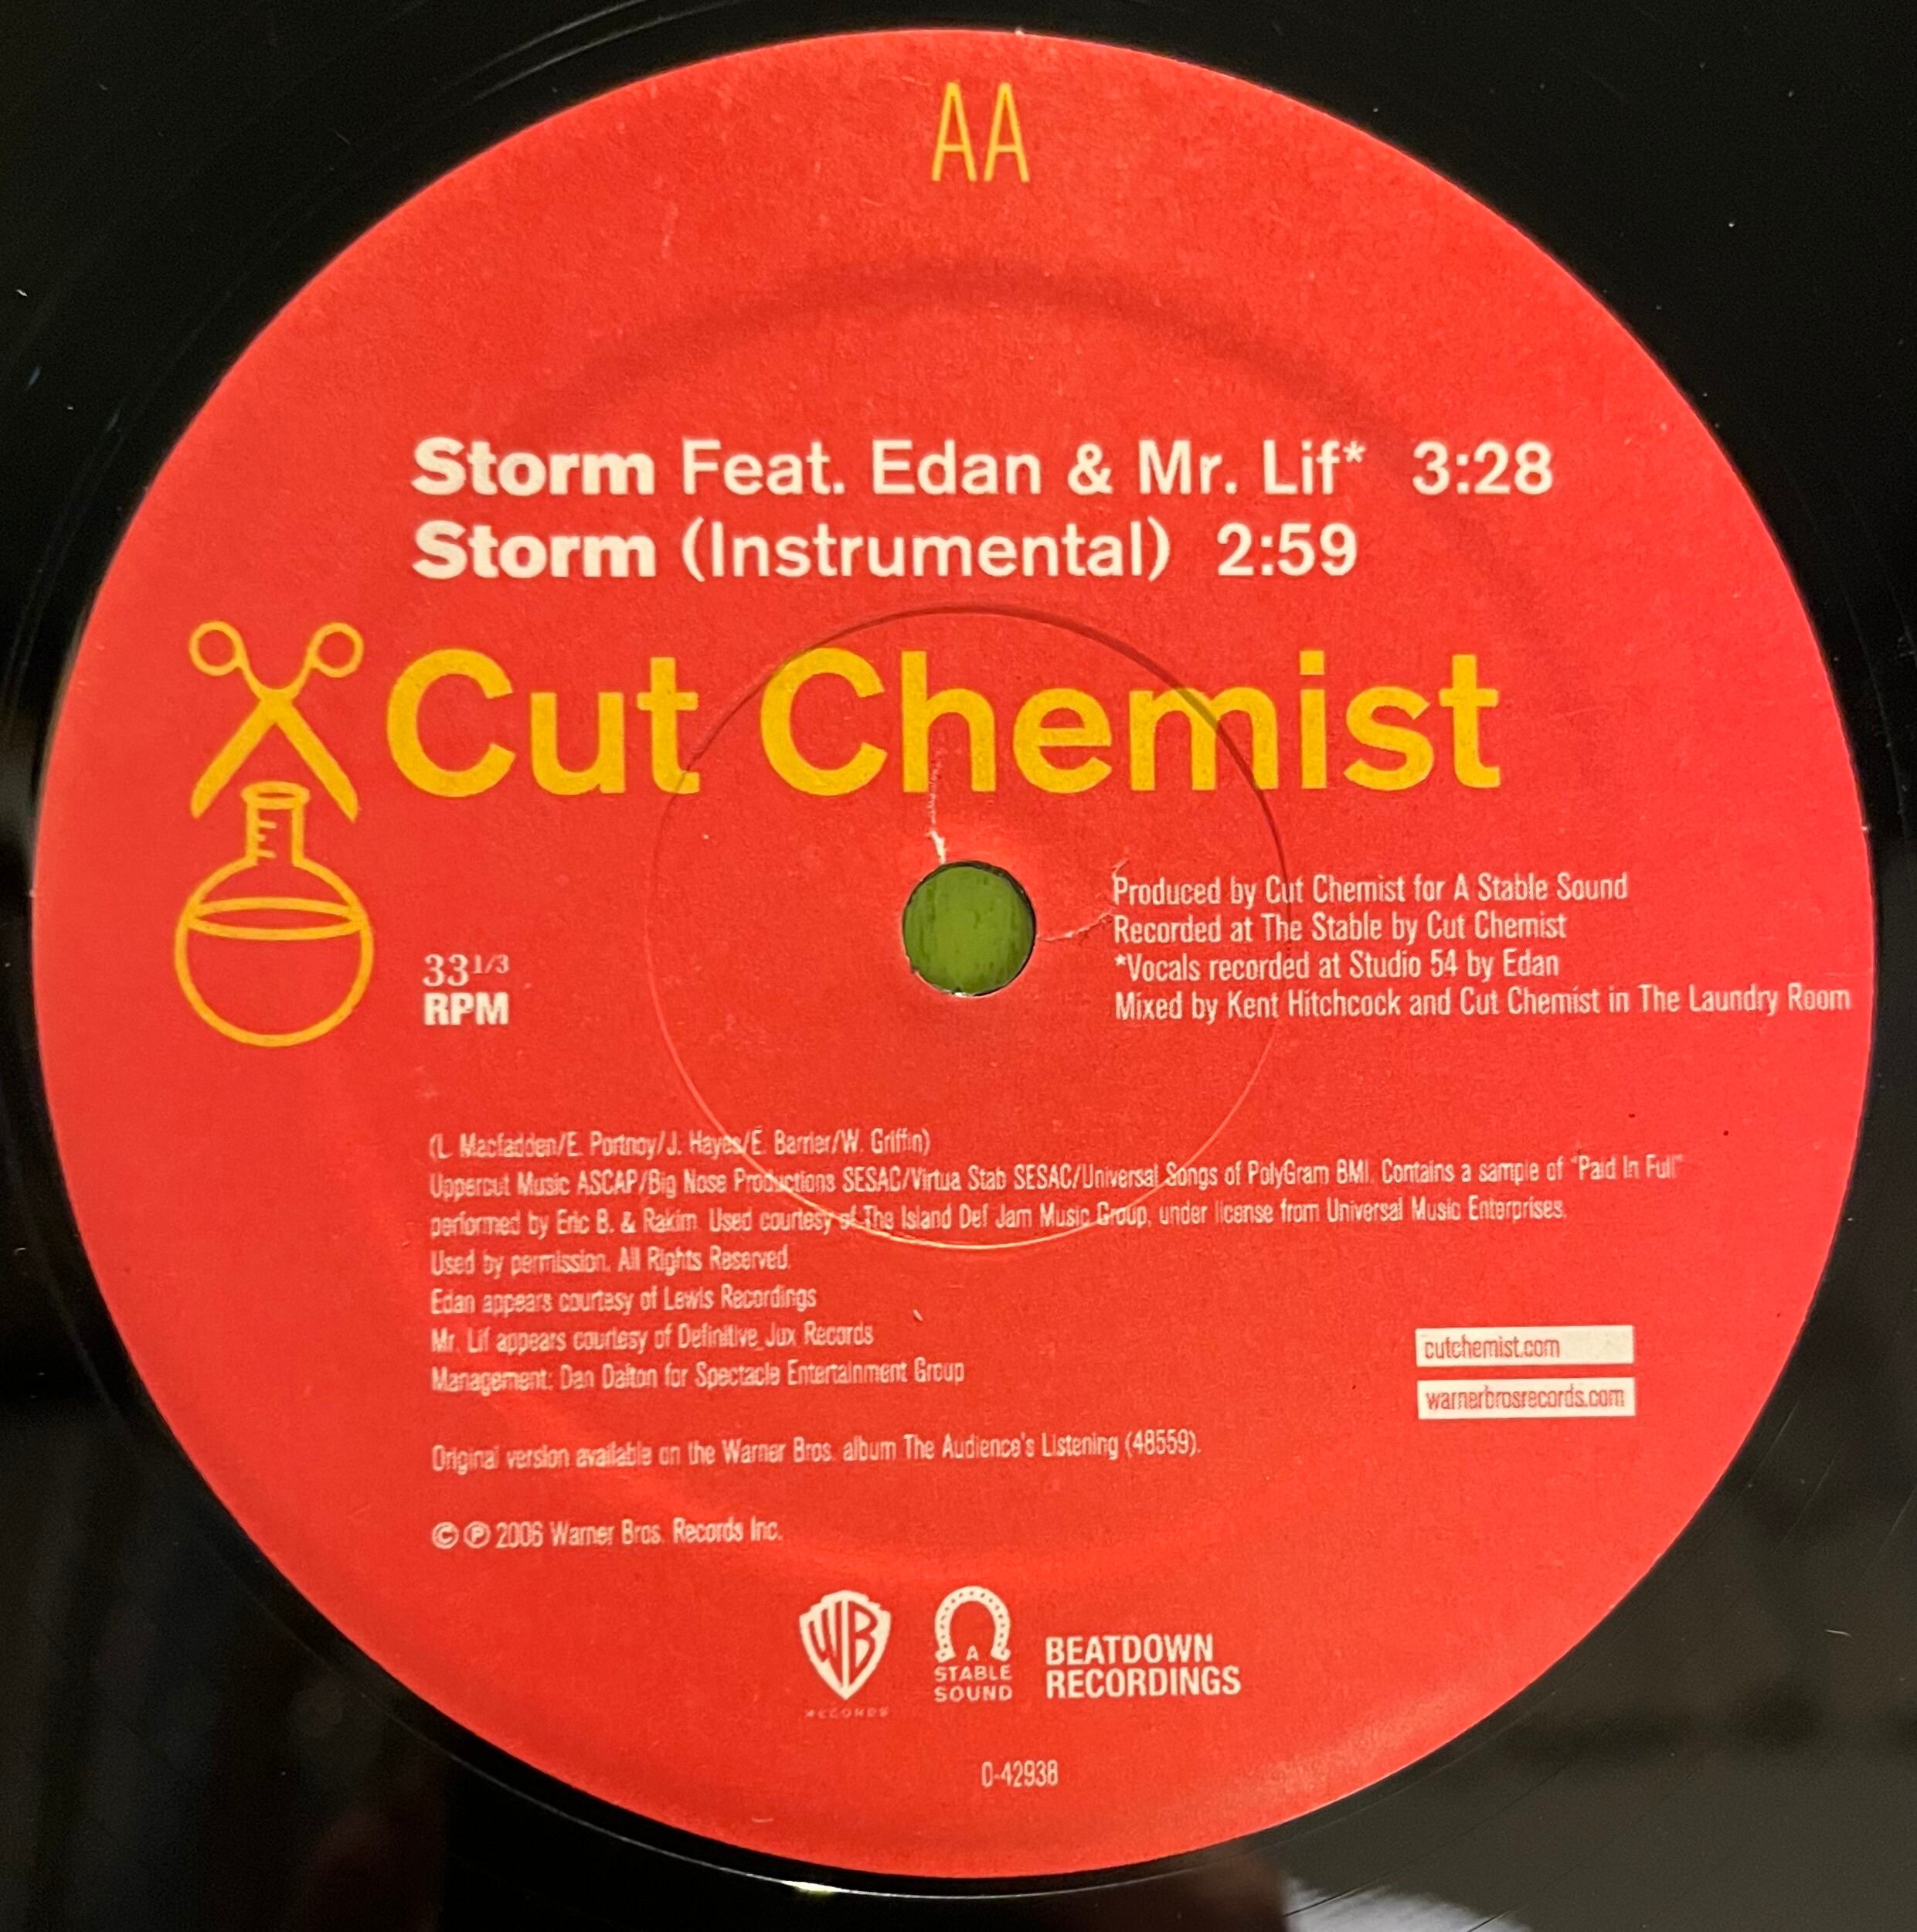 AA
Storm Feat. Edan & Mr. Lif* 3:28
Storm (Instrumental) 2:59
Cut Chemist
Produced by Cut Chemist for A Stable Sound
Recorded at The Stable by Cut Chemist
*Vocals recorded at Studio 54 by Edan
Mixed by Kent Hitchcock and Cut Chemist in The Laundry Room
33 1/3
RPM
(L. Macfadden/E. Portnoy/J. Hayes/E. Barrier/W. Griffin)
Uppercut Music ASCAP/Big Nose Productions SESAC/Virtua Stab SESAC/Universal Songs of PolyGram BMI. Contains a sample of "Paid In Full"
performed by Eric B. & Rakim. Used courtesy of The Island Def Jam Music Group, under license from Universal Music Enterprises.
Used by permission. All Rights Reserved.
Edan appears courtesy of Lewis Recordings
Mr. Lif appears courtesy of Definitive Jux Records
Management: Dan Dalton for Spectacle Entertainment Group
cutchemist.com
warnerbrosrecords.com
Original version available on the Warner Bros. album The Audience's Listening (48559).
© ℗ 2006 Warner Bros. Records Inc.
WB
RECORDS
A
STABLE
SOUND
BEATDOWN
RECORDINGS
0-42938